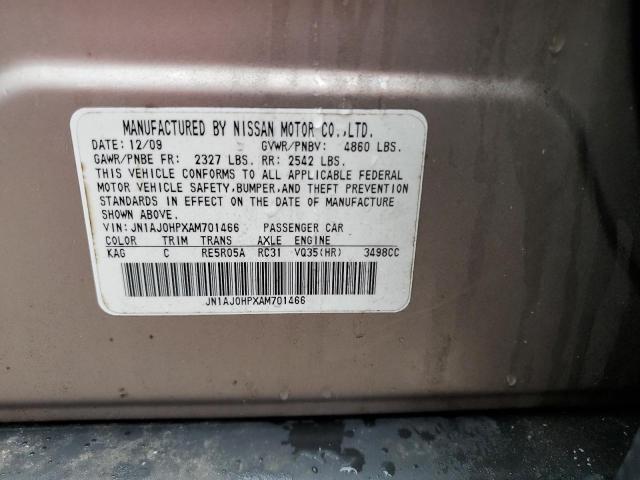 MANUFACTURED BY NISSAN MOTOR CO.,LTD.
DATE: 12/09 GVWR/PNBV: 4860 LBS.
GAWR/PNBE FR: 2327 LBS. RR: 2542 LBS.
THIS VEHICLE CONFORMS TO ALL APPLICABLE FEDERAL
MOTOR VEHICLE SAFETY,BUMPER,AND THEFT PREVENTION
STANDARDS IN EFFECT ON THE DATE OF MANUFACTURE
SHOWN ABOVE.
VIN: JN1AJ0HPXAM701466 PASSENGER CAR
COLOR TRIM TRANS AXLE ENGINE
KAG C RE5R05A RC31 VQ35(HR) 3498CC
JN1AJ0HPXAM701466